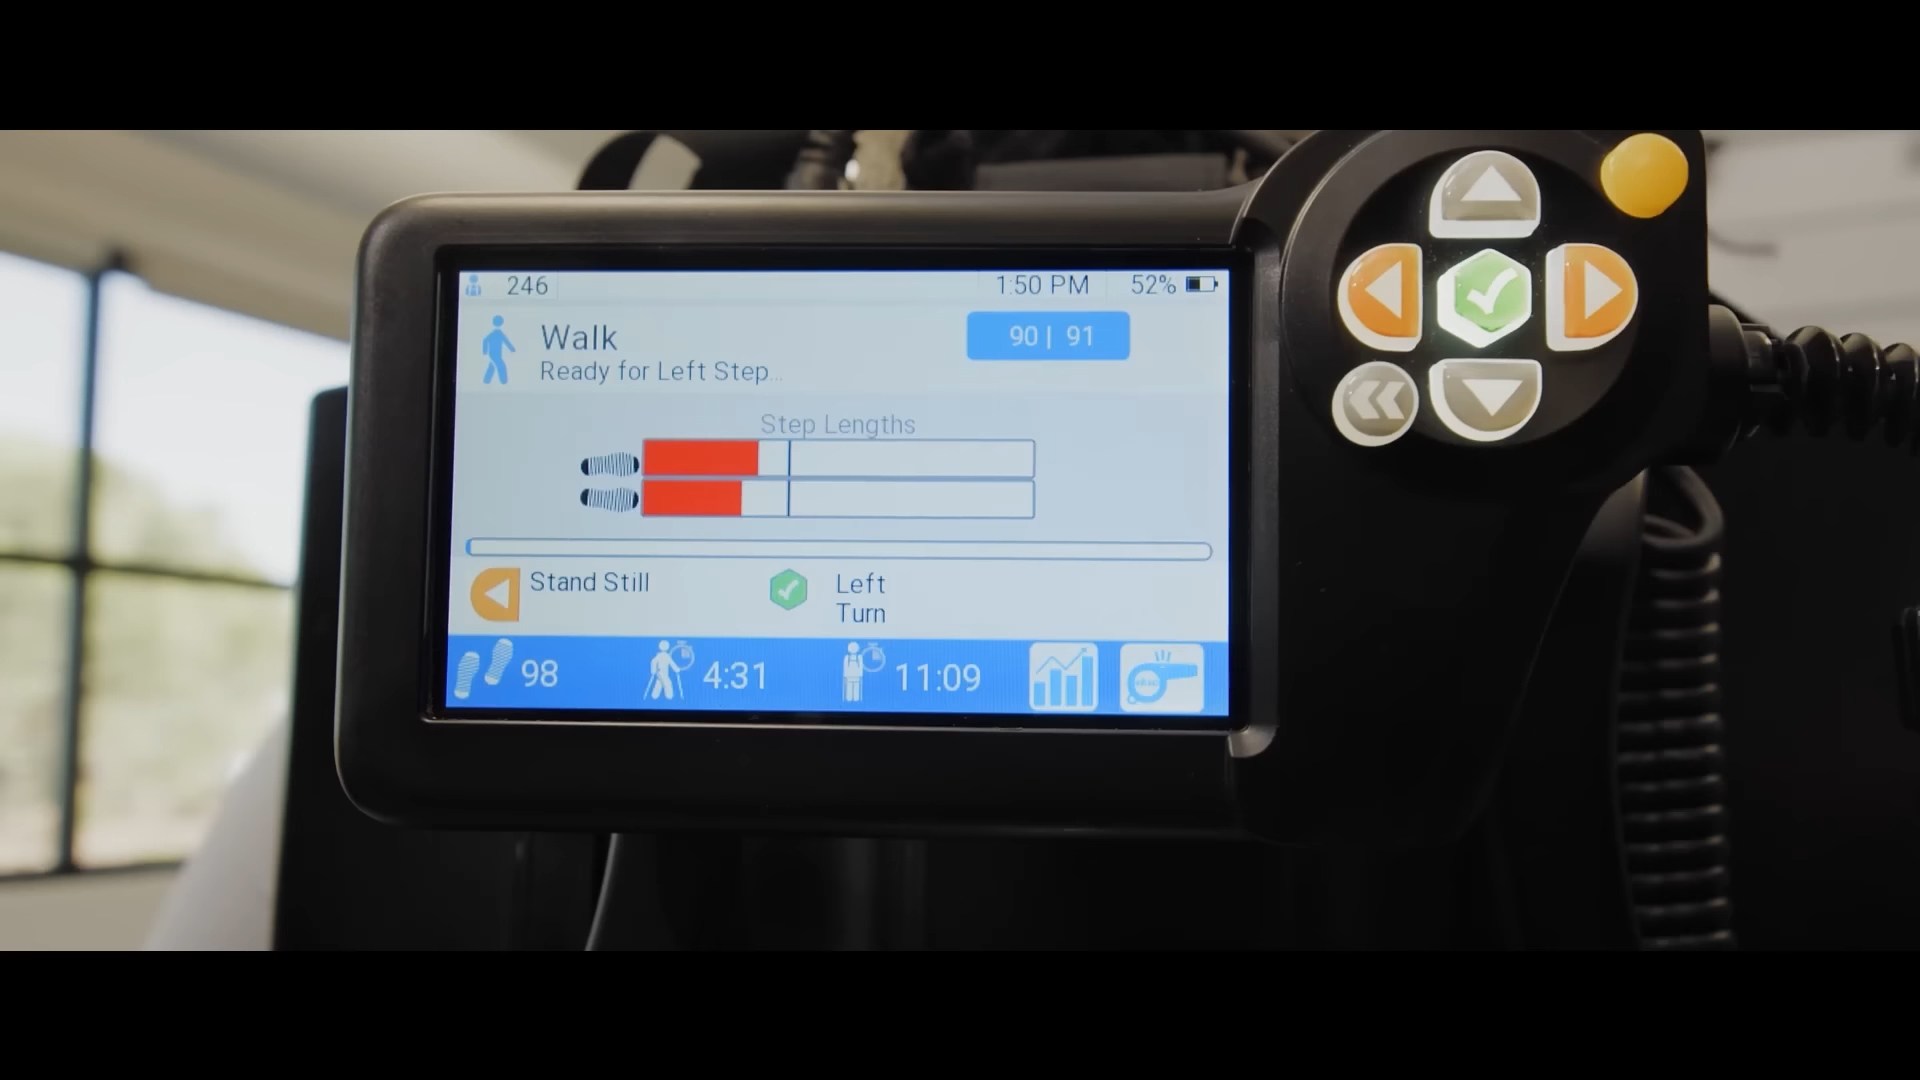 246 1:50 PM 52%
Walk 90 | 91
Ready for Left Step...
Step Lengths
Stand Still
Left
Turn
98 4:31 11:09